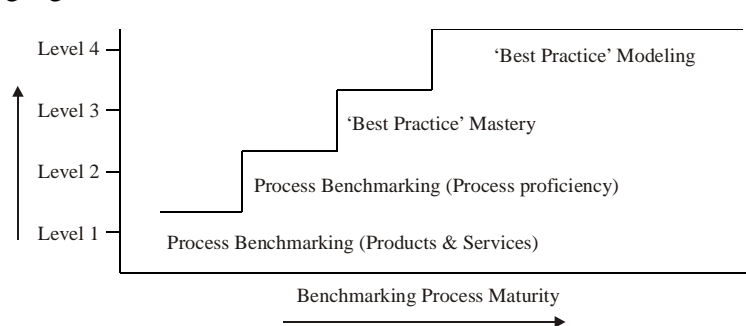 Level 4
‘Best Practice’ Modeling
Level 3
‘Best Practice’ Mastery
Level 2
Process Benchmarking (Process proficiency)
Level 1
Process Benchmarking (Products & Services)
Benchmarking Process Maturity